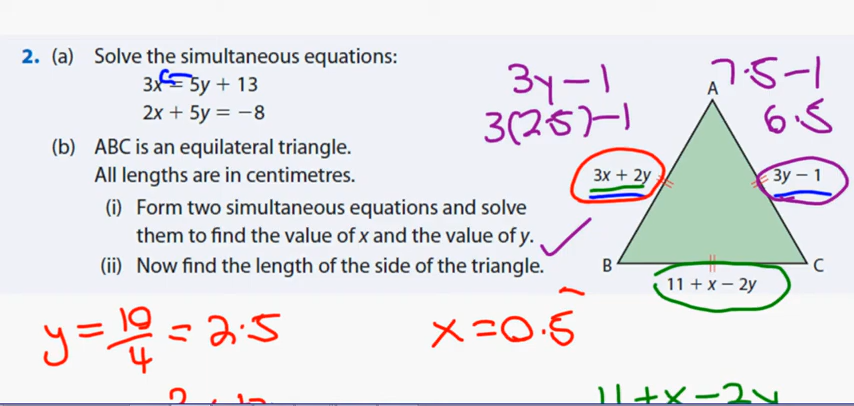 2. (a) Solve the simultaneous equations:
3x = 5y + 13
2x + 5y = −8
(b) ABC is an equilateral triangle.
All lengths are in centimetres.
(i) Form two simultaneous equations and solve
them to find the value of x and the value of y.
(ii) Now find the length of the side of the triangle.
3y − 1
3(2.5) − 1
7.5 − 1
6.5
A
3x + 2y
3y − 1
B
C
11 + x − 2y
y = 10/4 = 2.5
x = 0.5
11 + x − 2y